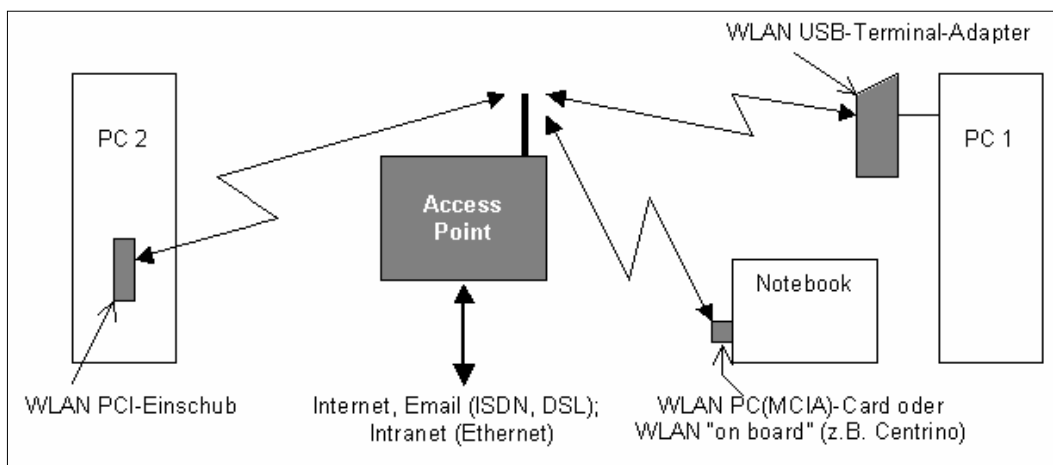 WLAN USB-Terminal-Adapter
PC 2
PC 1
Access
Point
Notebook
WLAN PCI-Einschub
Internet, Email (ISDN, DSL);
Intranet (Ethernet)
WLAN PC(MCIA)-Card oder
WLAN "on board" (z.B. Centrino)